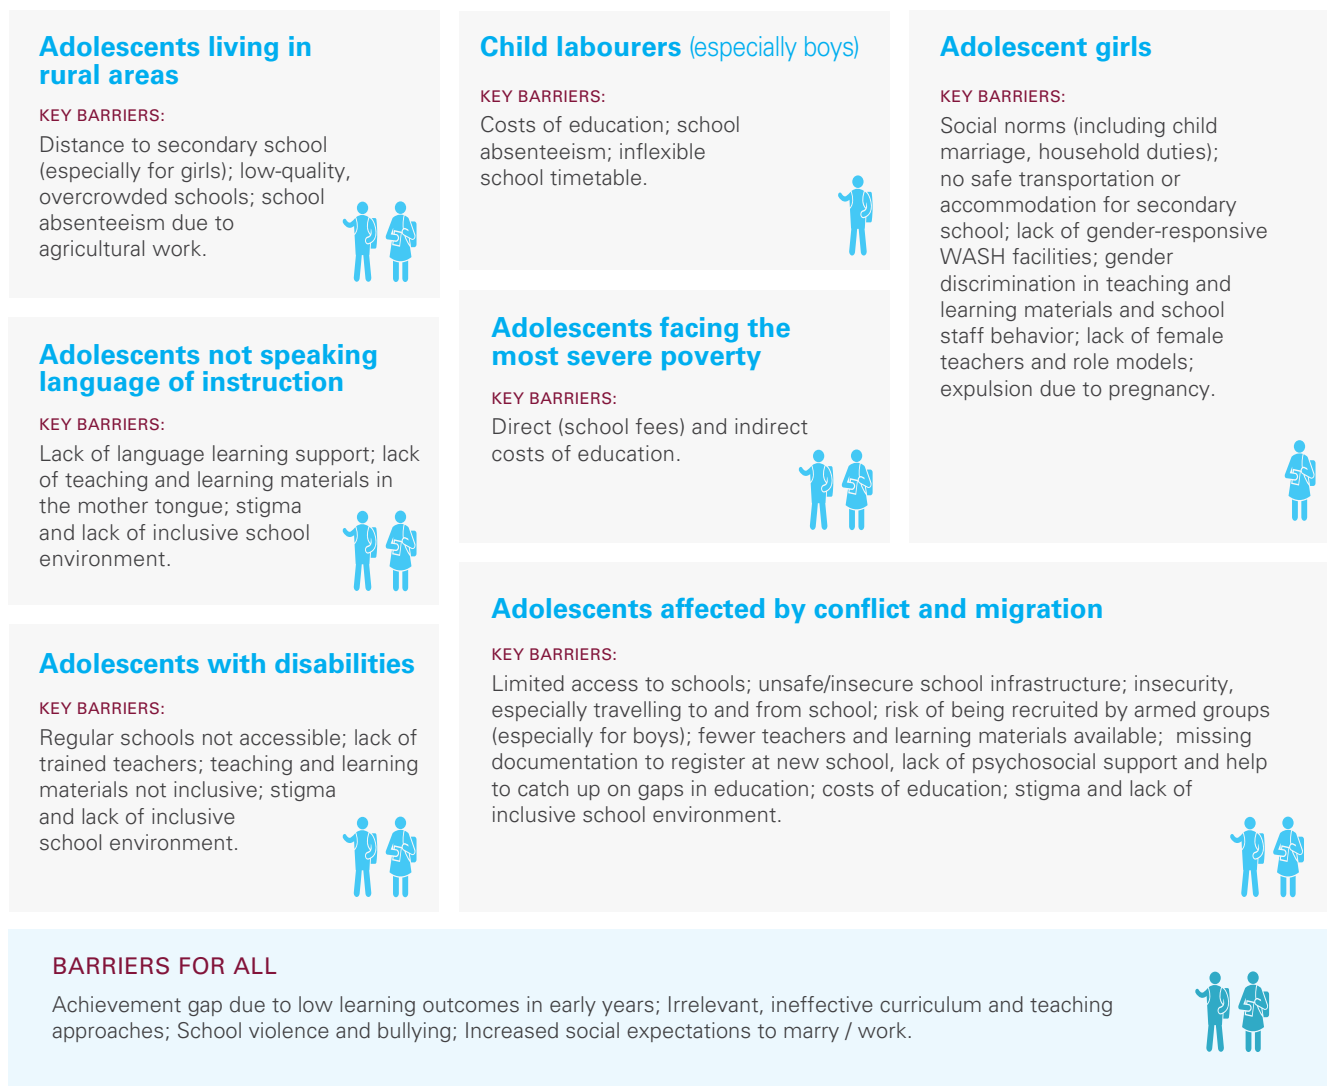 Adolescents living in
rural areas
KEY BARRIERS:
Distance to secondary school
(especially for girls); low-quality,
overcrowded schools; school
absenteeism due to
agricultural work.
Adolescents not speaking
language of instruction
KEY BARRIERS:
Lack of language learning support; lack
of teaching and learning materials in
the mother tongue; stigma
and lack of inclusive school
environment.
Adolescents with disabilities
KEY BARRIERS:
Regular schools not accessible; lack of
trained teachers; teaching and learning
materials not inclusive; stigma
and lack of inclusive
school environment.
Child labourers (especially boys)
KEY BARRIERS:
Costs of education; school
absenteeism; inflexible
school timetable.
Adolescents facing the
most severe poverty
KEY BARRIERS:
Direct (school fees) and indirect
costs of education.
Adolescent girls
KEY BARRIERS:
Social norms (including child
marriage, household duties);
no safe transportation or
accommodation for secondary
school; lack of gender-responsive
WASH facilities; gender
discrimination in teaching and
learning materials and school
staff behavior; lack of female
teachers and role models;
expulsion due to pregnancy.
Adolescents affected by conflict and migration
KEY BARRIERS:
Limited access to schools; unsafe/insecure school infrastructure; insecurity,
especially travelling to and from school; risk of being recruited by armed groups
(especially for boys); fewer teachers and learning materials available;  missing
documentation to register at new school, lack of psychosocial support and help
to catch up on gaps in education; costs of education; stigma and lack of
inclusive school environment.
BARRIERS FOR ALL
Achievement gap due to low learning outcomes in early years; Irrelevant, ineffective curriculum and teaching
approaches; School violence and bullying; Increased social expectations to marry / work.